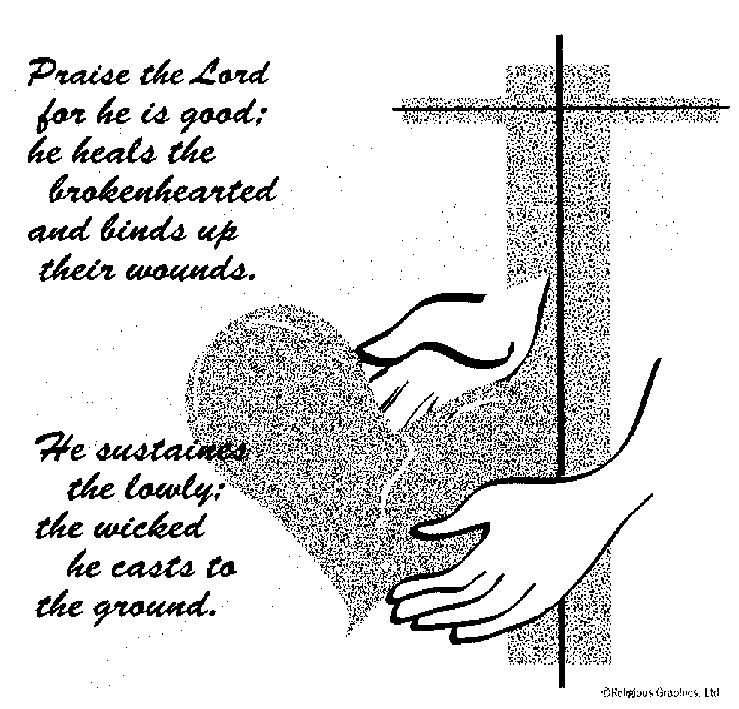 Praise the Lord
for he is good;
he heals the
brokenhearted
and binds up
their wounds.
He sustaines
the lowly;
the wicked
he casts to
the ground.
©Religious Graphics, Ltd